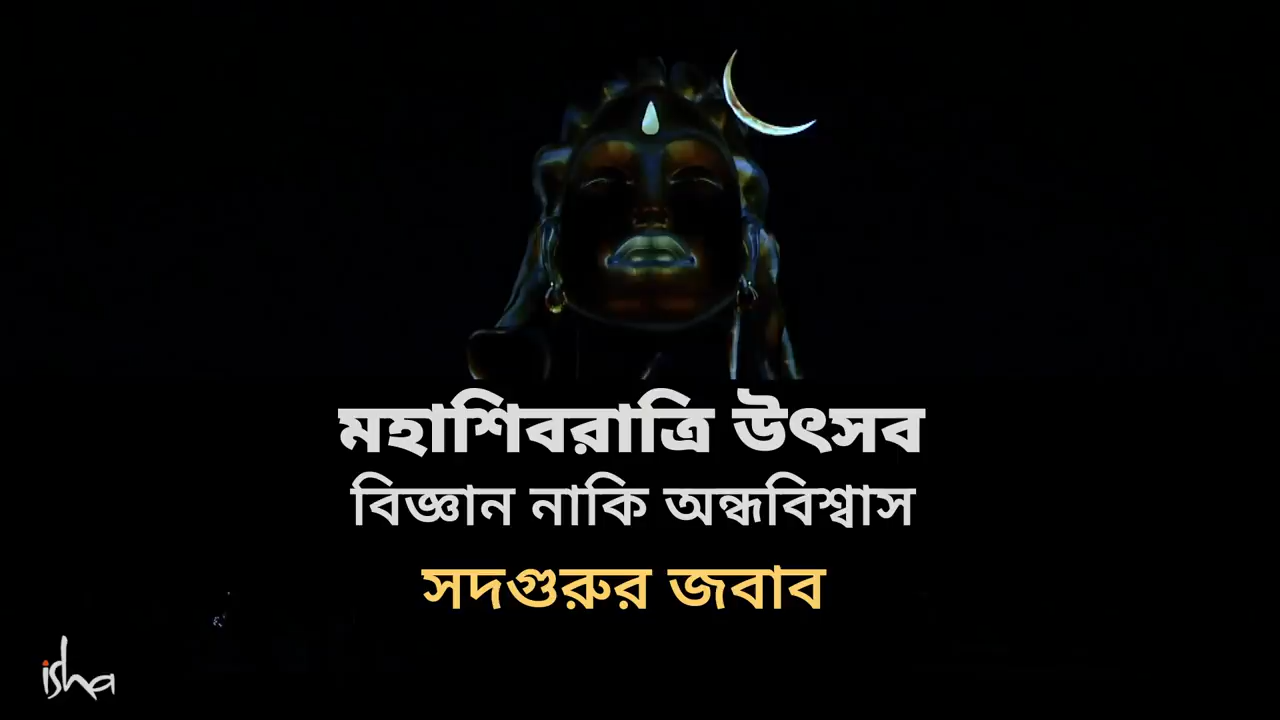 মহাশিবরাত্রি উৎসব
বিজ্ঞান নাকি অন্ধবিশ্বাস
সদগুরুর জবাব
isha